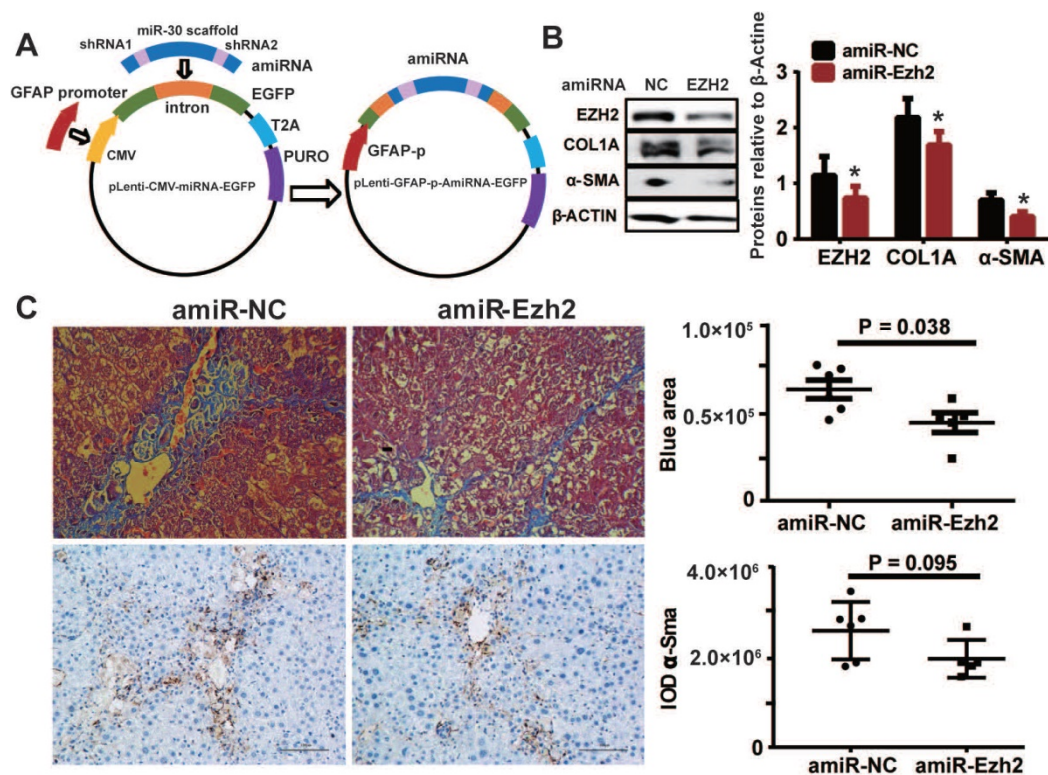 A
shRNA1
miR-30 scaffold
shRNA2
amiRNA
GFAP promoter
EGFP
intron
T2A
CMV
PURO
pLenti-CMV-miRNA-EGFP
amiRNA
GFAP-p
pLenti-GFAP-p-AmiRNA-EGFP
B
amiRNA NC EZH2
EZH2
COL1A
α-SMA
β-ACTIN
amiR-NC
amiR-Ezh2
Proteins relative to β-Actine
3
2
1
0
* * *
EZH2 COL1A α-SMA
C
amiR-NC amiR-Ezh2
Blue area
1.0×10⁵
0.5×10⁵
0
P = 0.038
amiR-NC amiR-Ezh2
IOD α-Sma
4.0×10⁶
2.0×10⁶
0
P = 0.095
amiR-NC amiR-Ezh2